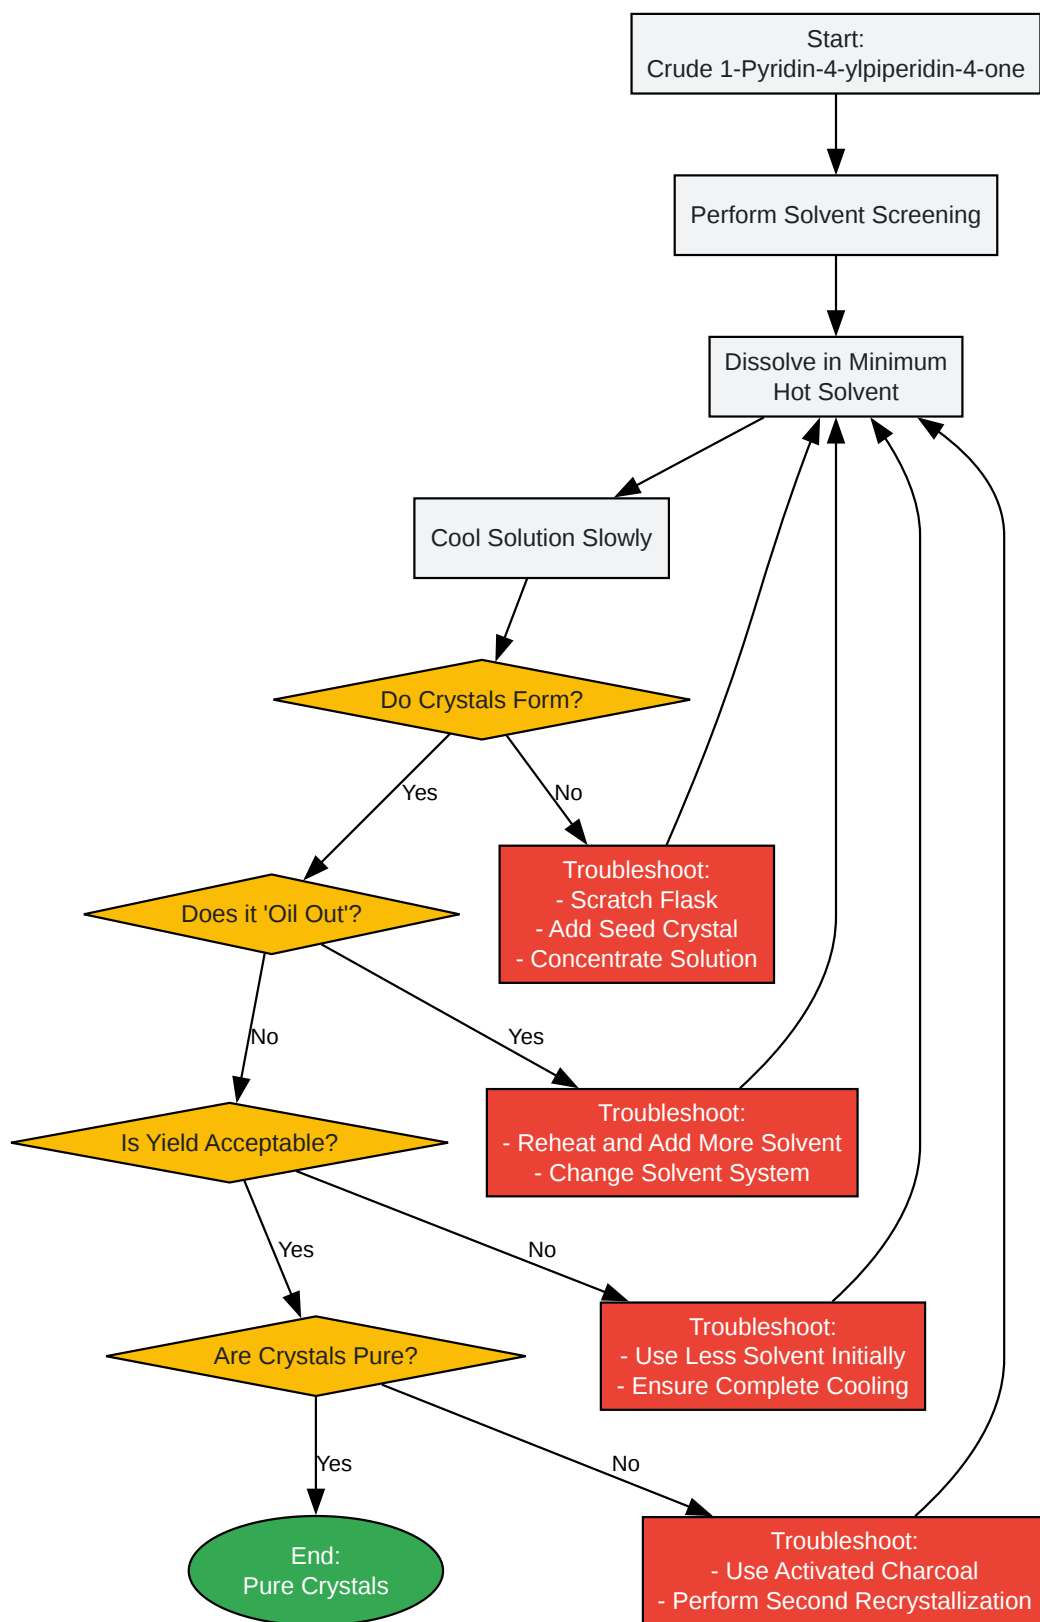 Start:
Crude 1-Pyridin-4-ylpiperidin-4-one
Perform Solvent Screening
Dissolve in Minimum
Hot Solvent
Cool Solution Slowly
Do Crystals Form?
Yes
No
Troubleshoot:
- Scratch Flask
- Add Seed Crystal
- Concentrate Solution
Does it 'Oil Out'?
No
Yes
Troubleshoot:
- Reheat and Add More Solvent
- Change Solvent System
Is Yield Acceptable?
Yes
No
Troubleshoot:
- Use Less Solvent Initially
- Ensure Complete Cooling
Are Crystals Pure?
Yes
No
End:
Pure Crystals
Troubleshoot:
- Use Activated Charcoal
- Perform Second Recrystallization